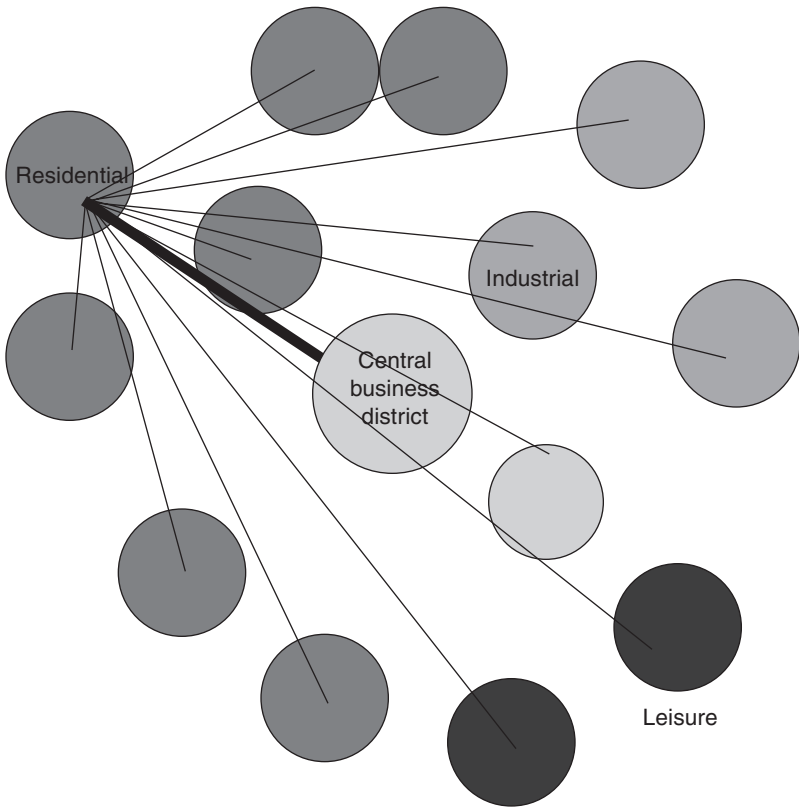 Residential
Industrial
Central
business
district
Leisure